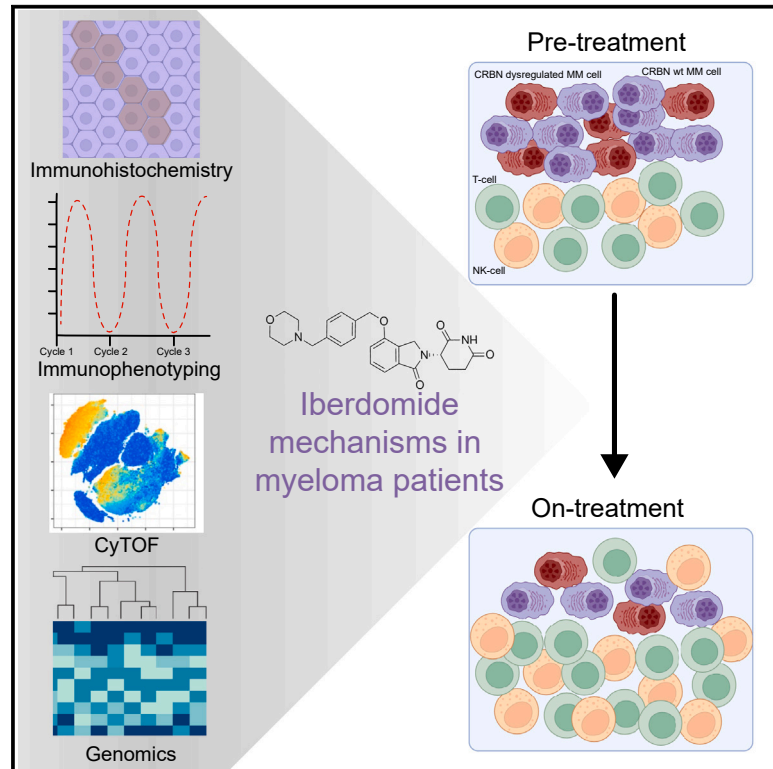 Immunohistochemistry
Cycle 1 Cycle 2 Cycle 3
Immunophenotyping
CyTOF
Genomics
O
N
O
O
N
O
NH
O
Iberdomide
mechanisms in
myeloma patients
Pre-treatment
CRBN dysregulated MM cell CRBN wt MM cell
T-cell
NK-cell
On-treatment